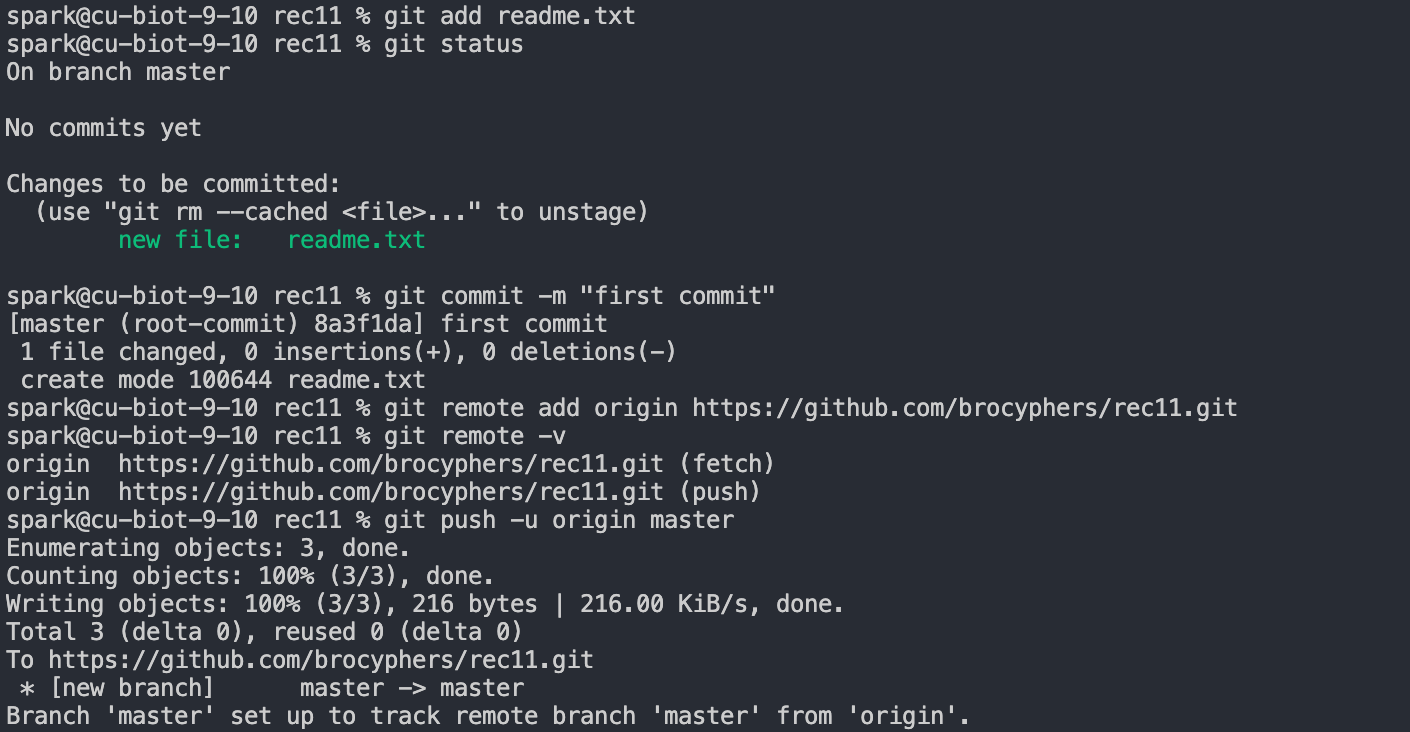 spark@cu-biot-9-10 rec11 % git add readme.txt
spark@cu-biot-9-10 rec11 % git status
On branch master
No commits yet
Changes to be committed:
  (use "git rm --cached <file>..." to unstage)
        new file:   readme.txt
spark@cu-biot-9-10 rec11 % git commit -m "first commit"
[master (root-commit) 8a3f1da] first commit
 1 file changed, 0 insertions(+), 0 deletions(-)
 create mode 100644 readme.txt
spark@cu-biot-9-10 rec11 % git remote add origin https://github.com/brocyphers/rec11.git
spark@cu-biot-9-10 rec11 % git remote -v
origin  https://github.com/brocyphers/rec11.git (fetch)
origin  https://github.com/brocyphers/rec11.git (push)
spark@cu-biot-9-10 rec11 % git push -u origin master
Enumerating objects: 3, done.
Counting objects: 100% (3/3), done.
Writing objects: 100% (3/3), 216 bytes | 216.00 KiB/s, done.
Total 3 (delta 0), reused 0 (delta 0)
To https://github.com/brocyphers/rec11.git
 * [new branch]      master -> master
Branch 'master' set up to track remote branch 'master' from 'origin'.